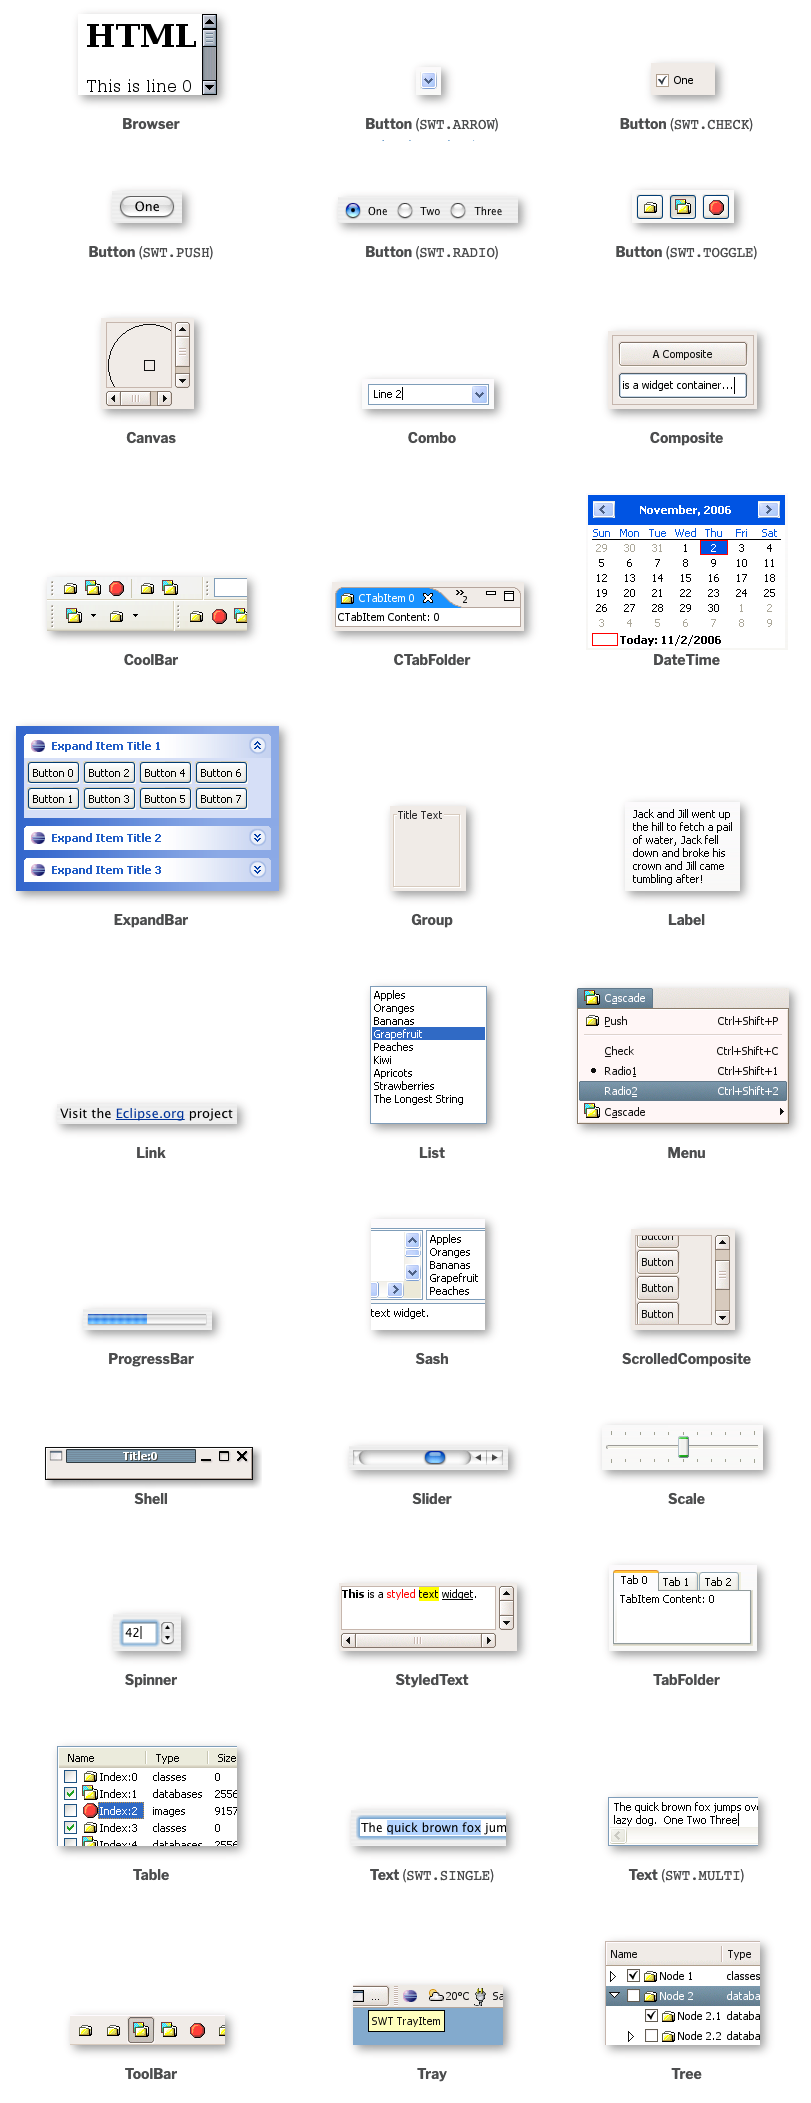 HTML
This is line 0
One
Browser
Button (SWT.ARROW)
Button (SWT.CHECK)
One
One Two Three
Button (SWT.PUSH)
Button (SWT.RADIO)
Button (SWT.TOGGLE)
Line 2
A Composite
is a widget container...
Canvas
Combo
Composite
November, 2006
Sun Mon Tue Wed Thu Fri Sat
29 30 31 1 2 3 4
5 6 7 8 9 10 11
12 13 14 15 16 17 18
19 20 21 22 23 24 25
26 27 28 29 30 1 2
3 4 5 6 7 8 9
Today: 11/2/2006
CTabItem 0 »2
CTabItem Content: 0
CoolBar
CTabFolder
DateTime
Expand Item Title 1
Button 0 Button 2 Button 4 Button 6
Button 1 Button 3 Button 5 Button 7
Expand Item Title 2
Expand Item Title 3
Title Text
Jack and Jill went up
the hill to fetch a pail
of water, Jack fell
down and broke his
crown and Jill came
tumbling after!
ExpandBar
Group
Label
Visit the Eclipse.org project
Apples
Oranges
Bananas
Grapefruit
Peaches
Kiwi
Apricots
Strawberries
The Longest String
Cascade
Push Ctrl+Shift+P
Check Ctrl+Shift+C
Radio1 Ctrl+Shift+1
Radio2 Ctrl+Shift+2
Cascade
Link
List
Menu
Apples
Oranges
Bananas
Grapefruit
Peaches
text widget.
Button
Button
Button
Button
ProgressBar
Sash
ScrolledComposite
Title:0
Shell
Slider
Scale
42
This is a styled text widget.
Tab 0 Tab 1 Tab 2
TabItem Content: 0
Spinner
StyledText
TabFolder
Name Type Size
Index:0 classes 0
Index:1 databases 2556
Index:2 images 9157
Index:3 classes 0
Index:4 databases 2556
The quick brown fox jum
The quick brown fox jumps ove
lazy dog. One Two Three
Table
Text (SWT.SINGLE)
Text (SWT.MULTI)
... 20°C Sa
SWT TrayItem
Name Type
Node 1 classes
Node 2 databa
Node 2.1 databa
Node 2.2 databa
ToolBar
Tray
Tree